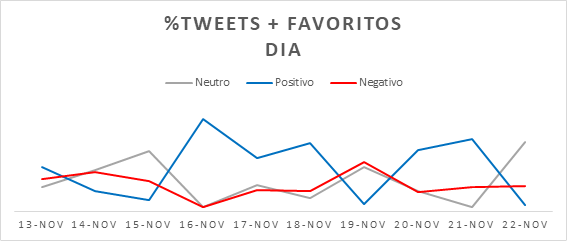 %TWEETS + FAVORITOS
DIA
Neutro Positivo Negativo
13-NOV 14-NOV 15-NOV 16-NOV 17-NOV 18-NOV 19-NOV 20-NOV 21-NOV 22-NOV